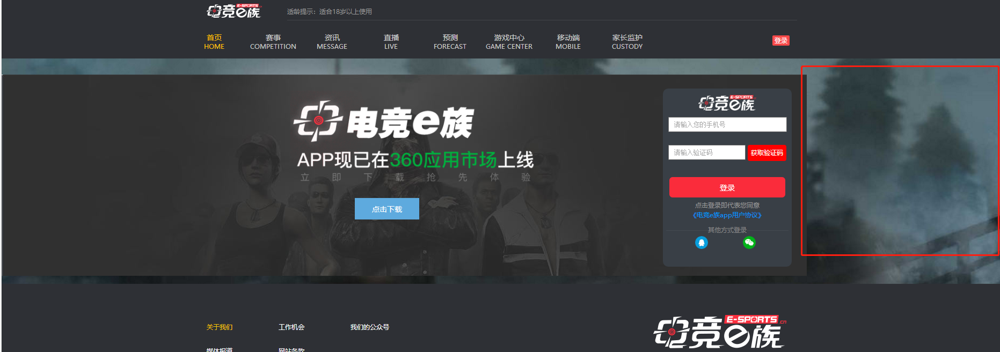 电竞e族
E-SPORTS
适龄提示：适合18岁以上使用
首页 赛事 资讯 直播 预测 游戏中心 移动端 家长监护
HOME COMPETITION MESSAGE LIVE FORECAST GAME CENTER MOBILE CUSTODY
登录
电竞e族
APP现已在360应用市场上线
立即下载抢先体验
点击下载
电竞e族
E-SPORTS
请输入您的手机号
请输入验证码 获取验证码
登录
点击登录即代表您同意
《电竞e族app用户协议》
其他方式登录
关于我们 工作机会 我们的公众号
媒体报道 网站条款
电竞e族
E-SPORTS.cn